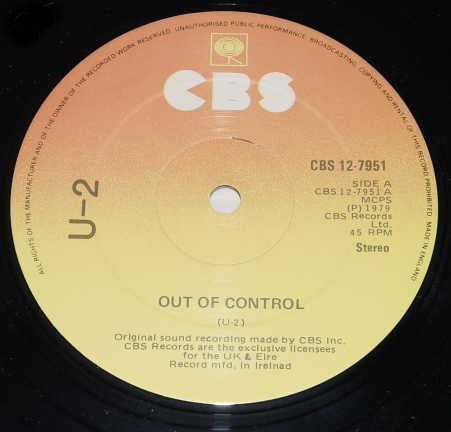 ALL RIGHTS OF THE MANUFACTURER AND OF THE OWNER OF THE RECORDED WORK RESERVED. UNAUTHORISED PUBLIC PERFORMANCE, BROADCASTING, COPYING AND RENTAL OF THIS RECORD PROHIBITED. MADE IN ENGLAND
CBS
U-2
CBS 12-7951
SIDE A
CBS 12-7951 A
MCPS
(P) 1979
CBS Records
Ltd.
45 RPM
Stereo
OUT OF CONTROL
(U-2)
Original sound recording made by CBS Inc.
CBS Records are the exclusive licensees
for the UK & Eire
Record mfd, in Irelnad